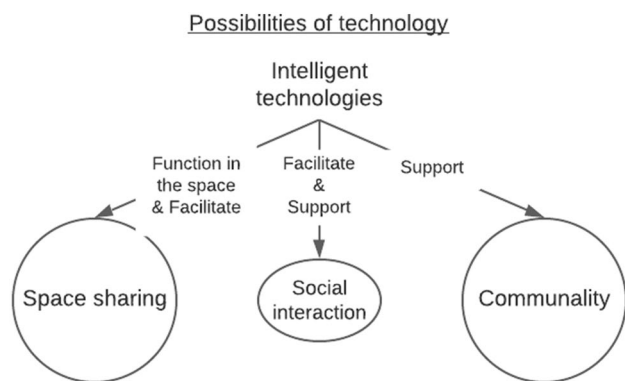 Possibilities of technology
Intelligent
technologies
Function in
the space
& Facilitate
Facilitate
&
Support
Support
Space sharing
Social
interaction
Communality